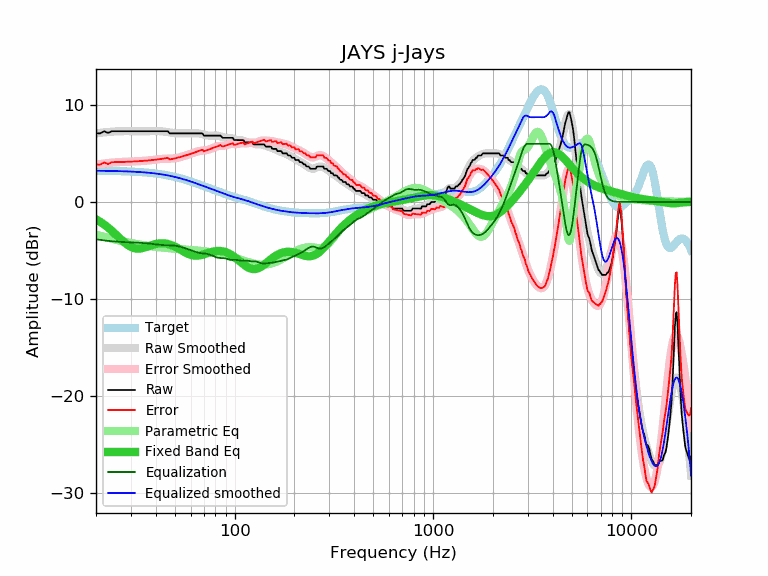 JAYS j-Jays
Amplitude (dBr)
10
0
−10
−20
−30
Target
Raw Smoothed
Error Smoothed
Raw
Error
Parametric Eq
Fixed Band Eq
Equalization
Equalized smoothed
100
1000
10000
Frequency (Hz)